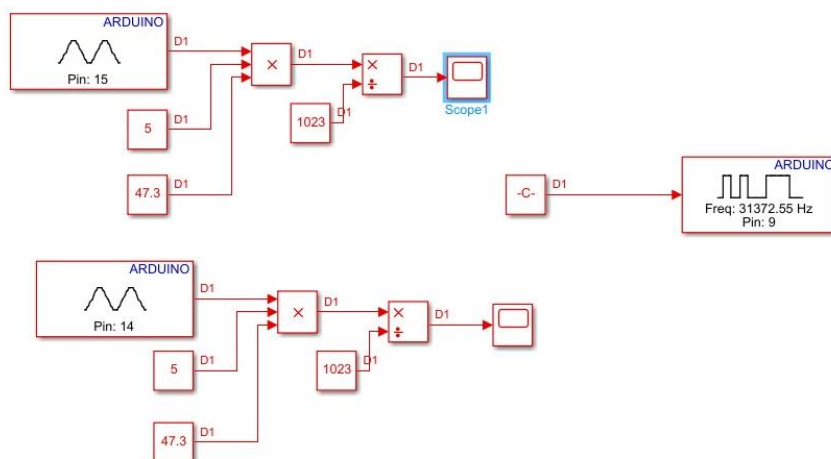 ARDUINO
D1
Pin: 15
×
D1
×
÷
D1
Scope1
5
D1
1023
D1
47.3
D1
-C-
D1
ARDUINO
Freq: 31372.55 Hz
Pin: 9
ARDUINO
D1
Pin: 14
×
D1
×
÷
D1
5
D1
1023
D1
47.3
D1